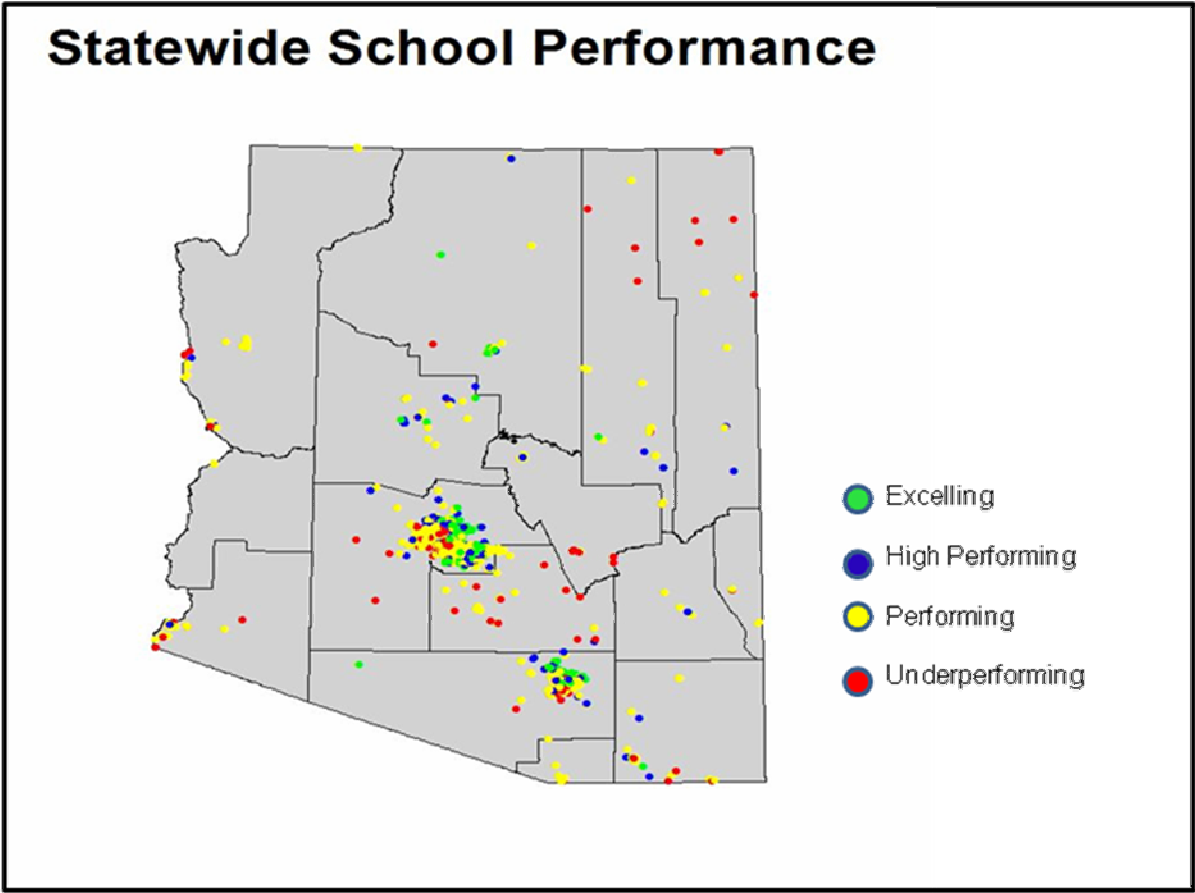 Statewide School Performance
Excelling
High Performing
Performing
Underperforming